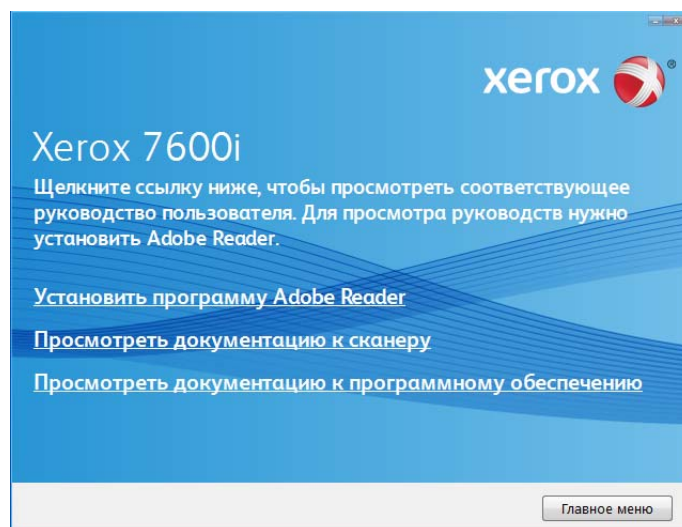 xerox ®
Xerox 7600i
Щелкните ссылку ниже, чтобы просмотреть соответствующее
руководство пользователя. Для просмотра руководств нужно
установить Adobe Reader.
Установить программу Adobe Reader
Просмотреть документацию к сканеру
Просмотреть документацию к программному обеспечению
Главное меню